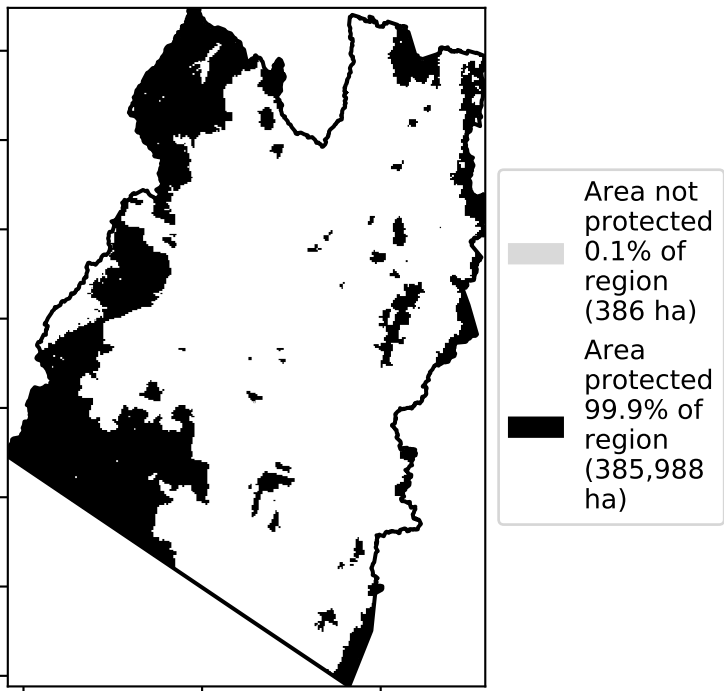 Area not
protected
0.1% of
region
(386 ha)
Area
protected
99.9% of
region
(385,988
ha)